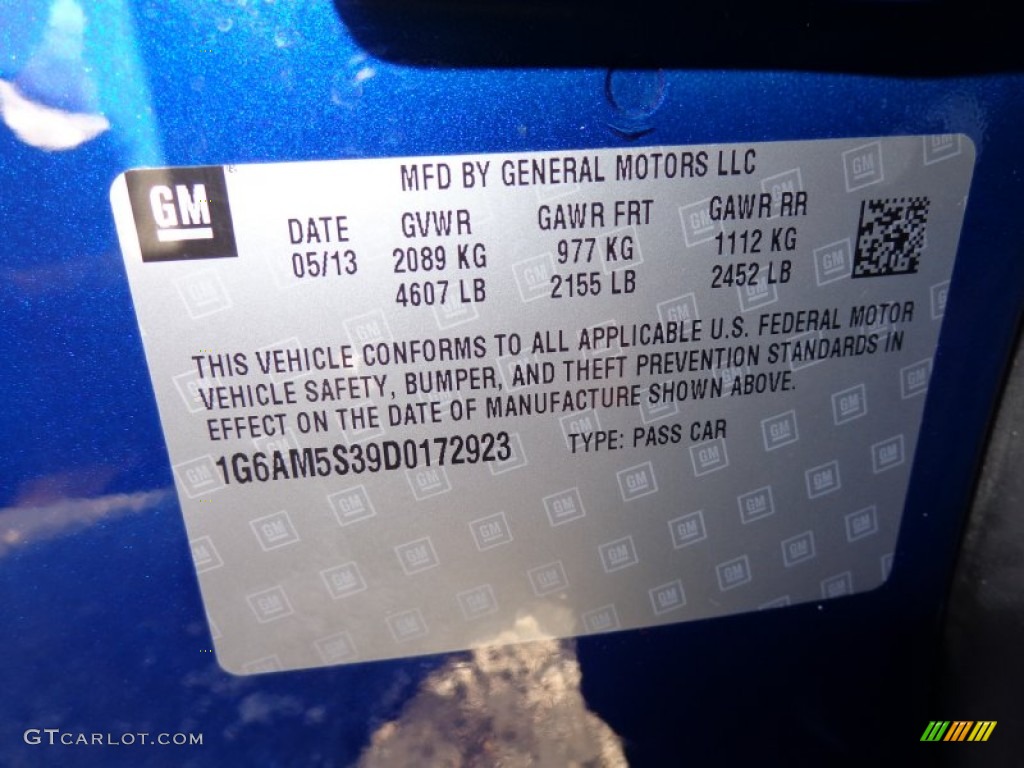 MFD BY GENERAL MOTORS LLC
GM
DATE GVWR GAWR FRT GAWR RR
05/13 2089 KG 977 KG 1112 KG
4607 LB 2155 LB 2452 LB
THIS VEHICLE CONFORMS TO ALL APPLICABLE U.S. FEDERAL MOTOR
VEHICLE SAFETY, BUMPER, AND THEFT PREVENTION STANDARDS IN
EFFECT ON THE DATE OF MANUFACTURE SHOWN ABOVE.
1G6AM5S39D0172923 TYPE: PASS CAR
GTCARLOT.COM